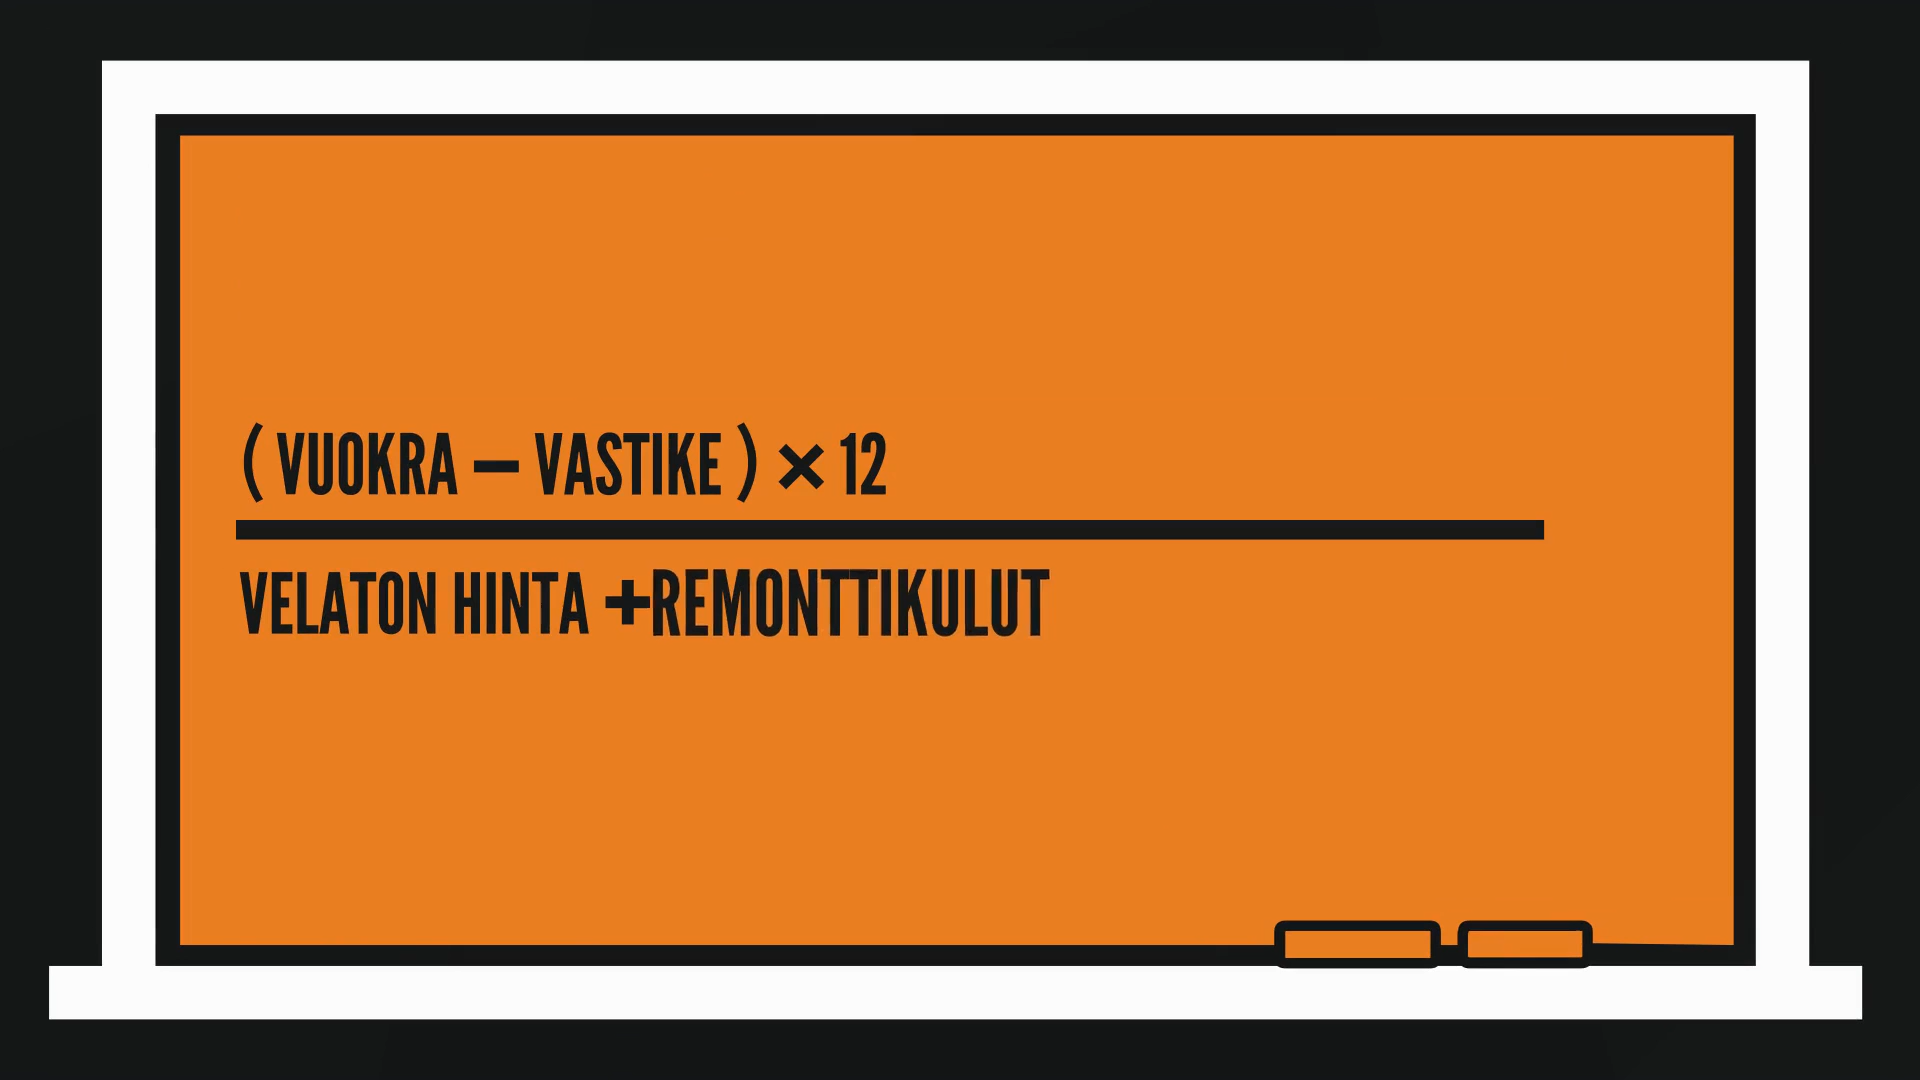 ( VUOKRA – VASTIKE ) × 12
VELATON HINTA +REMONTTIKULUT